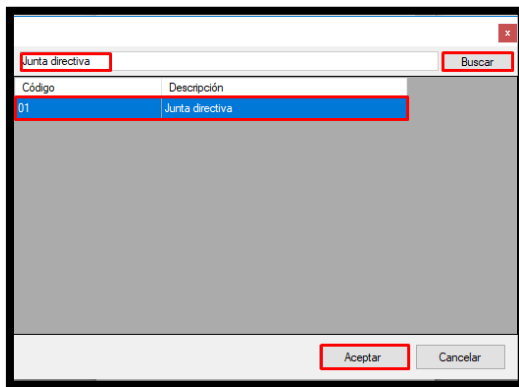 x
Junta directiva Buscar
Código Descripción
01 Junta directiva
Aceptar Cancelar